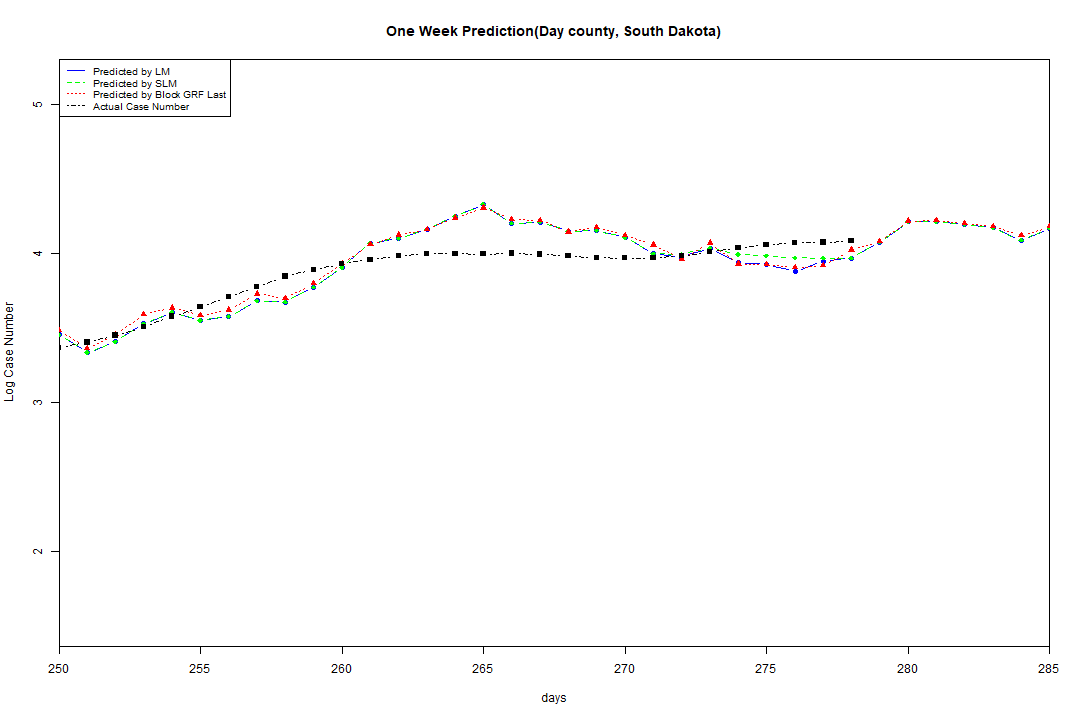 One Week Prediction(Day county, South Dakota)
Predicted by LM
Predicted by SLM
Predicted by Block GRF Last
Actual Case Number
5
4
3
2
Log Case Number
250 255 260 265 270 275 280 285
days